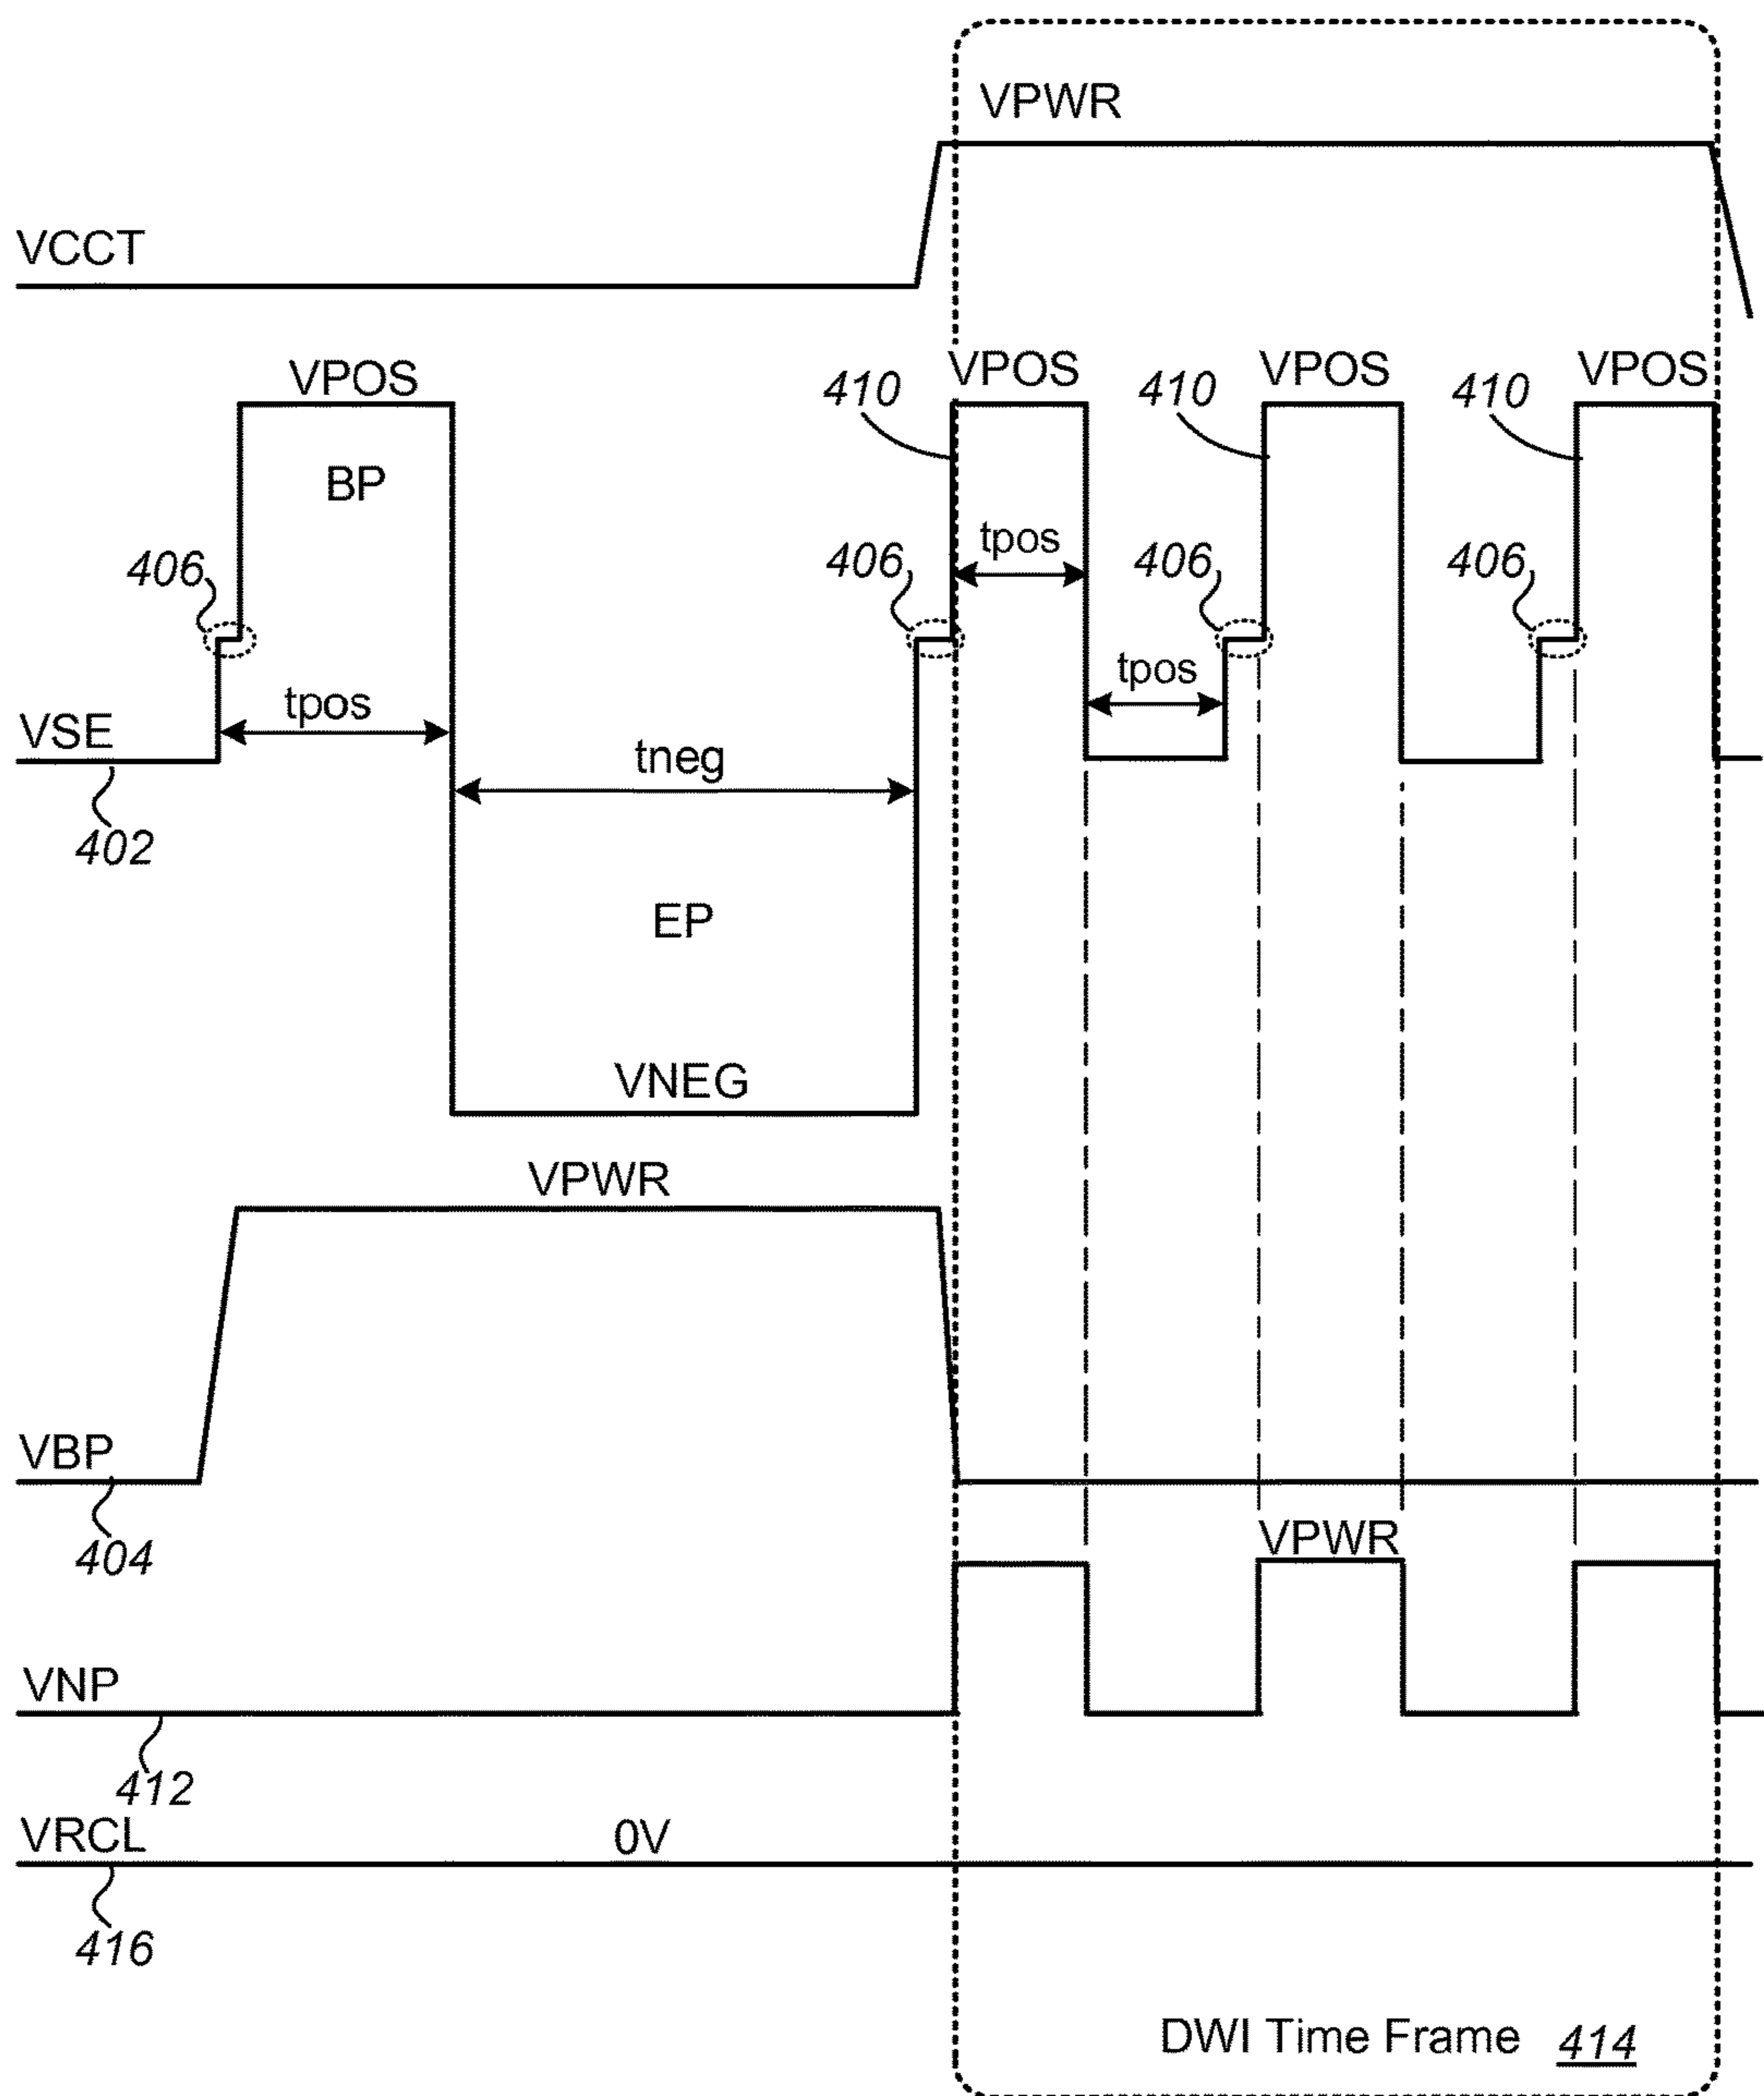 VPWR
VCCT
VPOS
VPOS
VPOS
VPOS
410
410
410
BP
tpos
406
406
406
406
tpos
tpos
VSE
tneg
402
EP
VNEG
VPWR
VBP
404
VPWR
VNP
412
VRCL
0V
416
DWI Time Frame 414